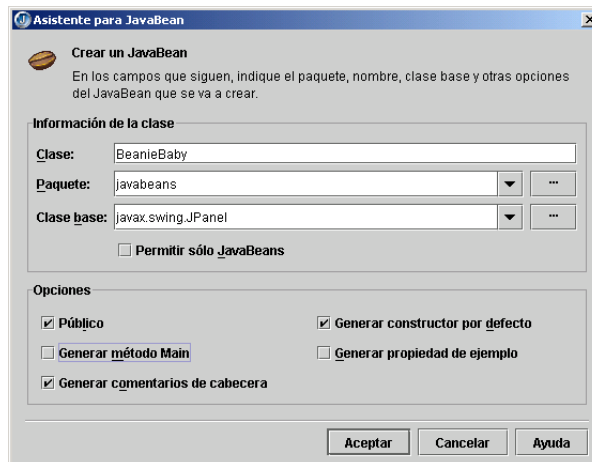 Asistente para JavaBean
Crear un JavaBean
En los campos que siguen, indique el paquete, nombre, clase base y otras opciones
del JavaBean que se va a crear.
Información de la clase
Clase: BeanieBaby
Paquete: javabeans ...
Clase base: javax.swing.JPanel ...
Permitir sólo JavaBeans
Opciones
Público Generar constructor por defecto
Generar método Main Generar propiedad de ejemplo
Generar comentarios de cabecera
Aceptar Cancelar Ayuda